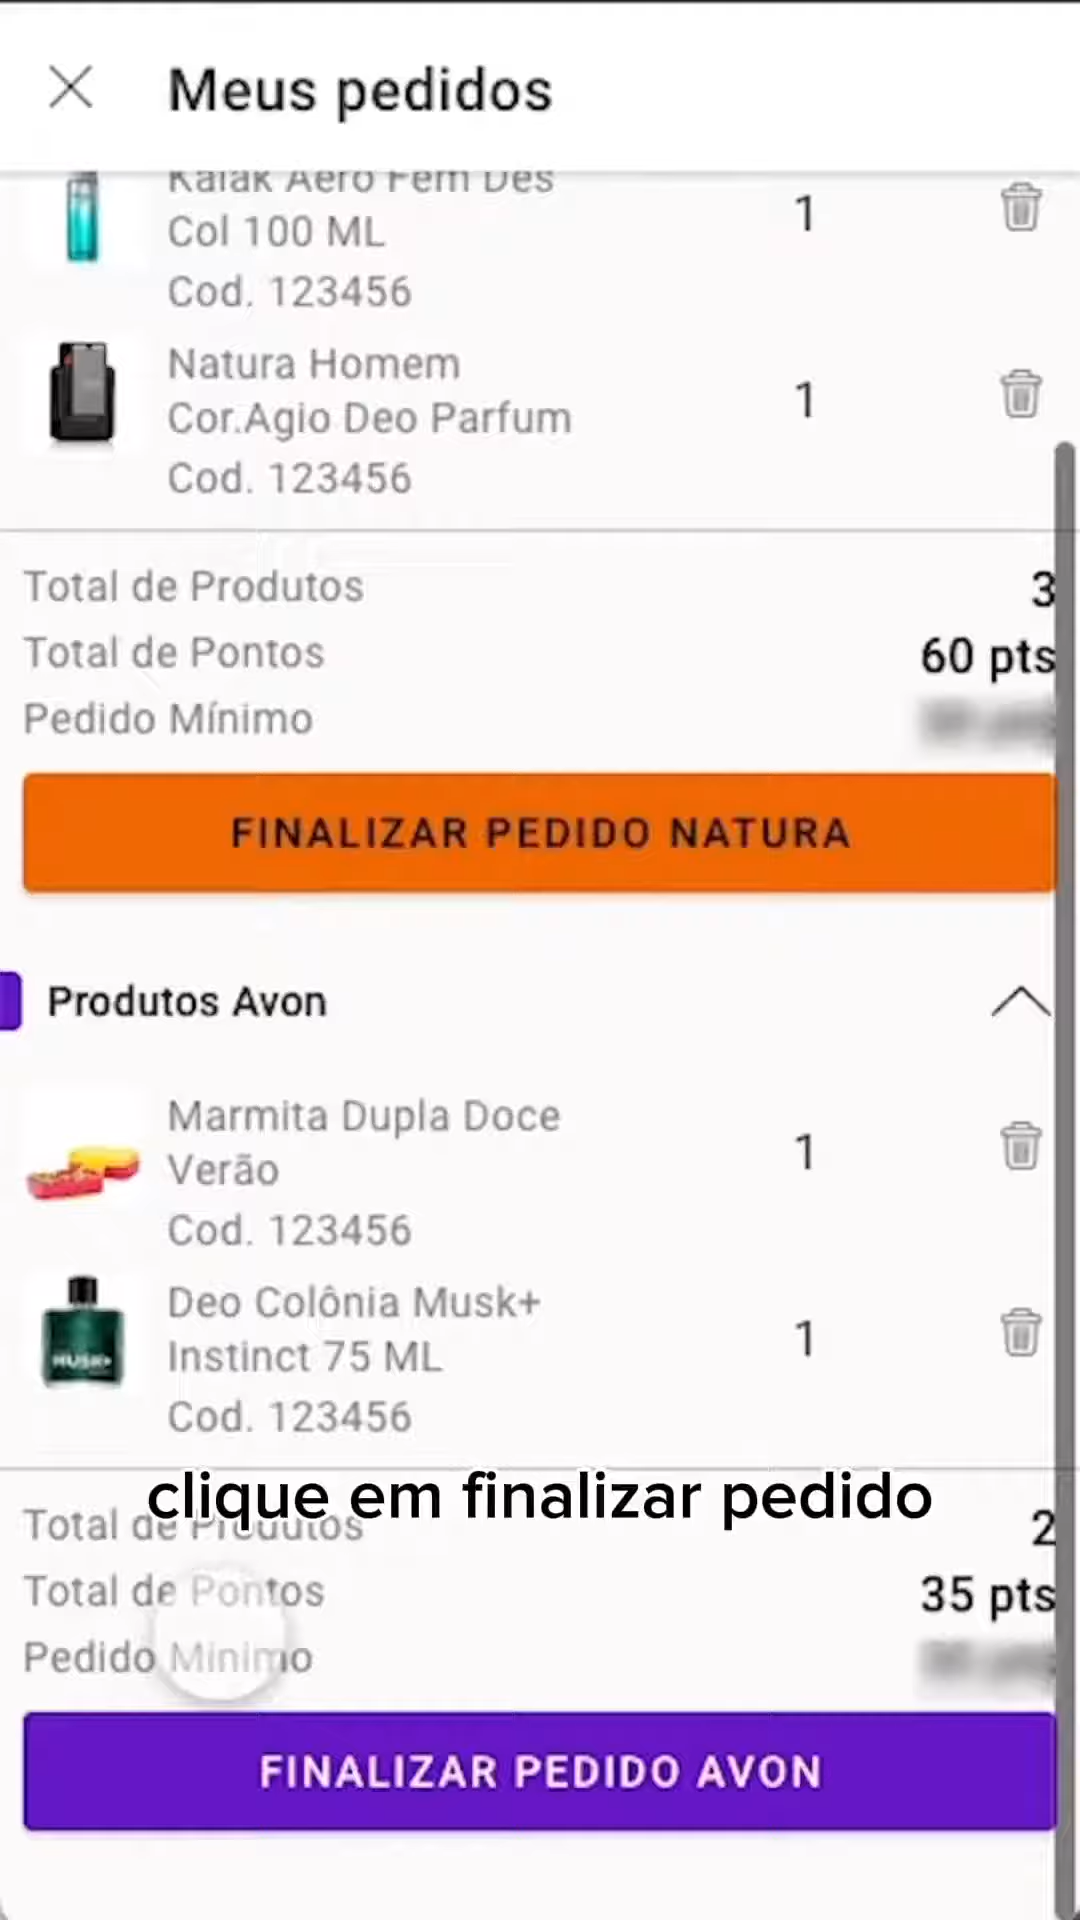 Meus pedidos
Kaiak Aero Fem Des
Col 100 ML
1
Cod. 123456
Natura Homem
Cor.Agio Deo Parfum
1
Cod. 123456
Total de Produtos 3
Total de Pontos 60 pts
Pedido Mínimo
FINALIZAR PEDIDO NATURA
Produtos Avon
Marmita Dupla Doce
Verão
1
Cod. 123456
Deo Colônia Musk+
Instinct 75 ML
1
Cod. 123456
clique em finalizar pedido
Total de Produtos 2
Total de Pontos 35 pts
Pedido Mínimo
FINALIZAR PEDIDO AVON